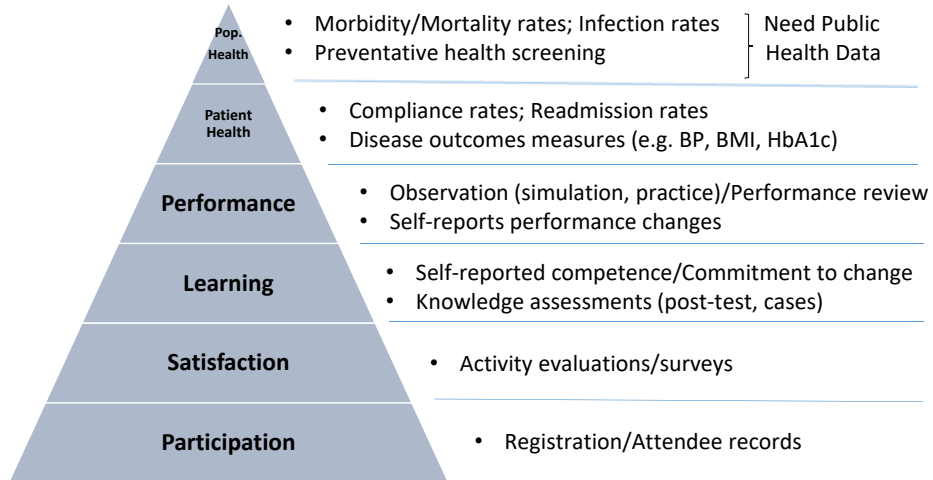 Pop.
Health
• Morbidity/Mortality rates; Infection rates
• Preventative health screening
Need Public
Health Data
Patient
Health
• Compliance rates; Readmission rates
• Disease outcomes measures (e.g. BP, BMI, HbA1c)
Performance
• Observation (simulation, practice)/Performance review
• Self-reports performance changes
Learning
• Self-reported competence/Commitment to change
• Knowledge assessments (post-test, cases)
Satisfaction
• Activity evaluations/surveys
Participation
• Registration/Attendee records